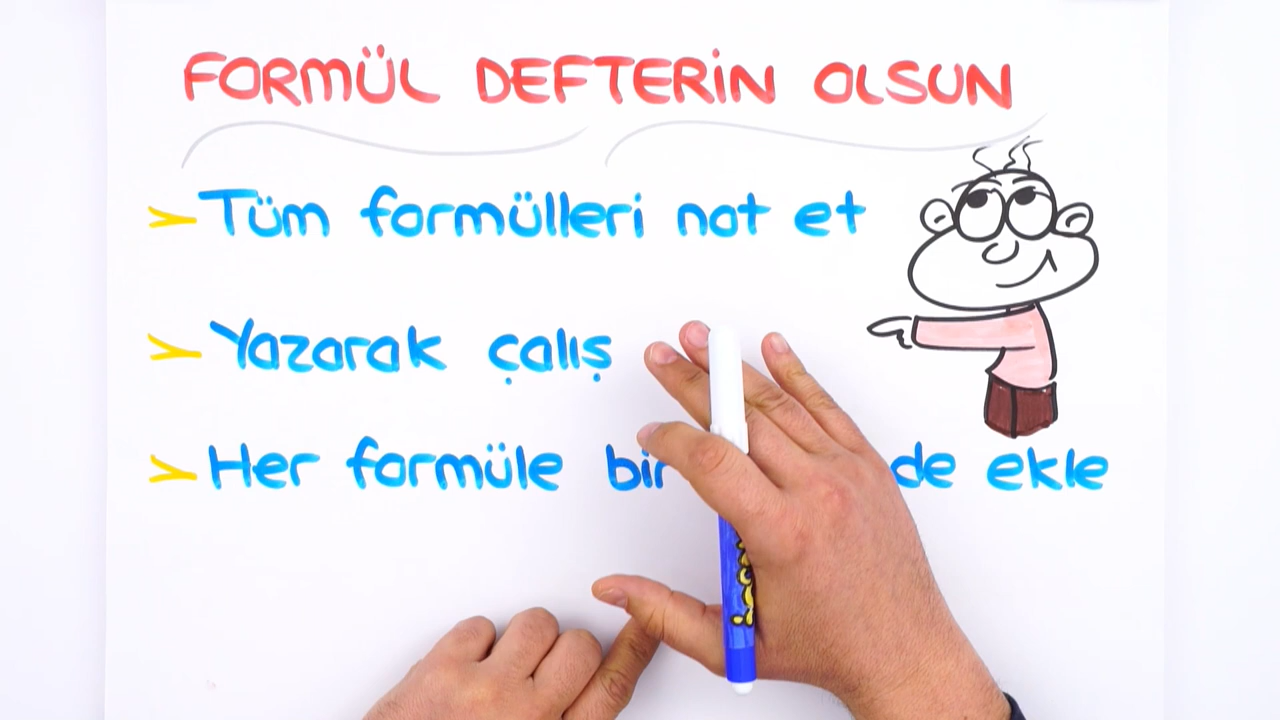 FORMÜL DEFTERİN OLSUN
Tüm formülleri not et
Yazarak çalış
Her formüle bir de ekle